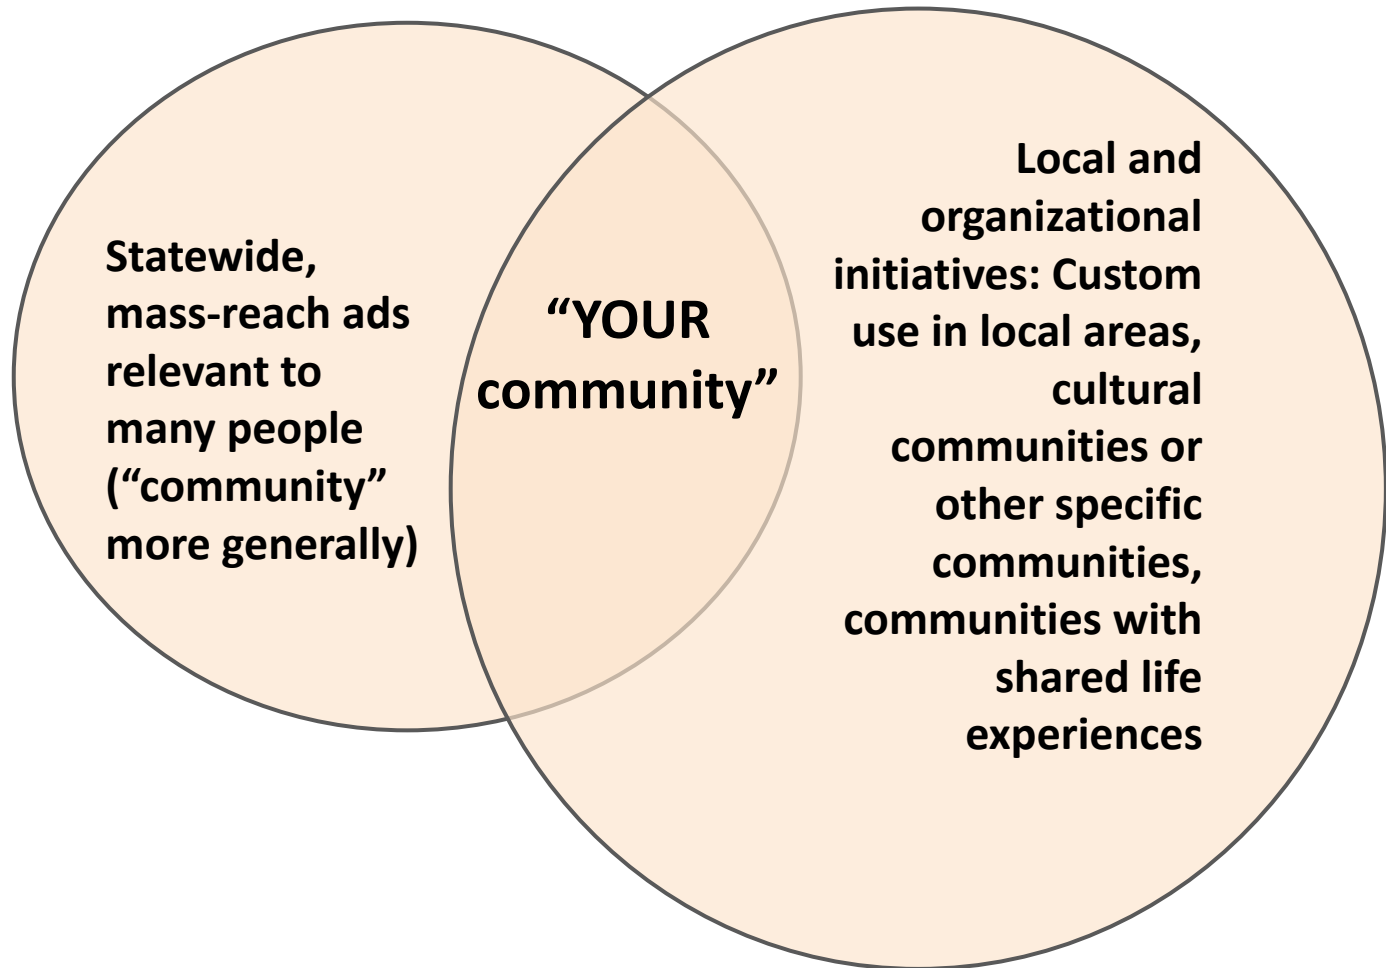 Statewide,
mass-reach ads
relevant to
many people
(“community”
more generally)
“YOUR
community”
Local and
organizational
initiatives: Custom
use in local areas,
cultural
communities or
other specific
communities,
communities with
shared life
experiences